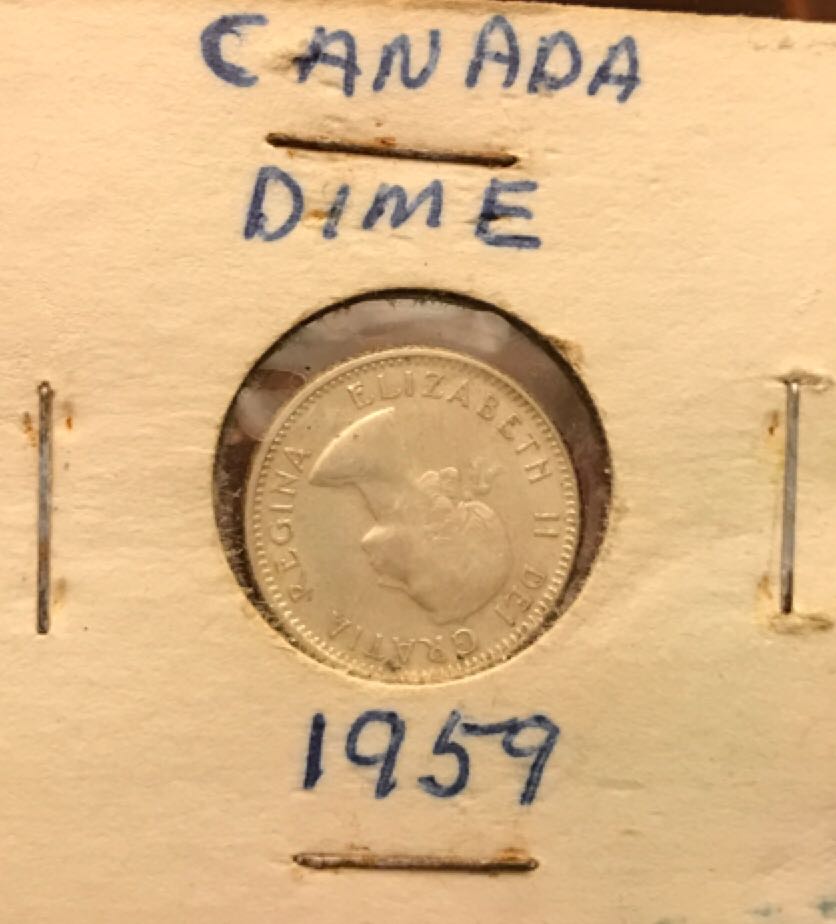 CANADA
DIME
ELIZABETH II DEI GRATIA REGINA
1959